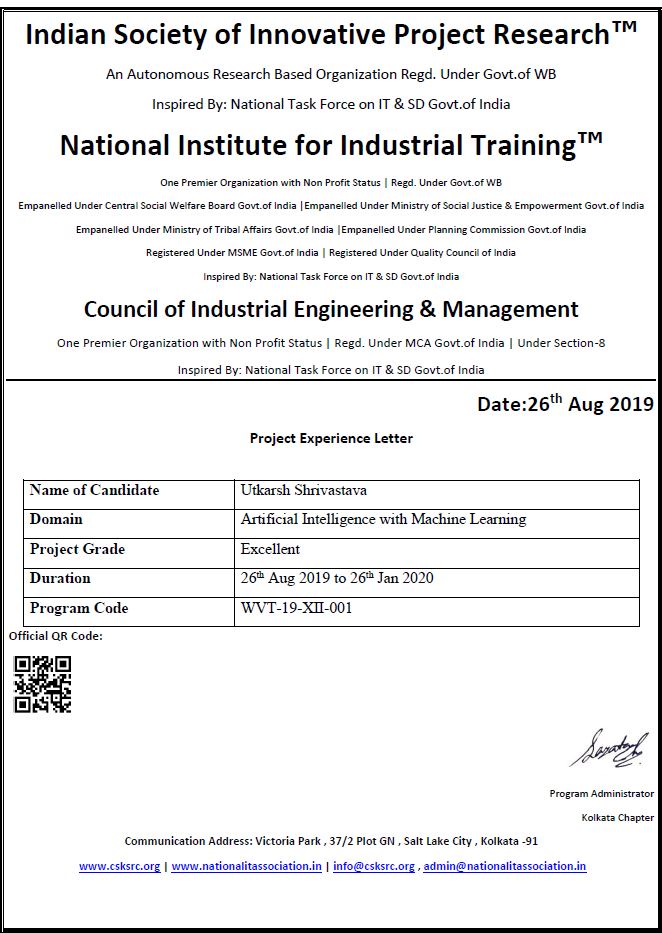 Indian Society of Innovative Project Research™
An Autonomous Research Based Organization Regd. Under Govt.of WB
Inspired By: National Task Force on IT & SD Govt.of India
National Institute for Industrial Training™
One Premier Organization with Non Profit Status | Regd. Under Govt.of WB
Empanelled Under Central Social Welfare Board Govt.of India |Empanelled Under Ministry of Social Justice & Empowerment Govt.of India
Empanelled Under Ministry of Tribal Affairs Govt.of India |Empanelled Under Planning Commission Govt.of India
Registered Under MSME Govt.of India | Registered Under Quality Council of India
Inspired By: National Task Force on IT & SD Govt.of India
Council of Industrial Engineering & Management
One Premier Organization with Non Profit Status | Regd. Under MCA Govt.of India | Under Section-8
Inspired By: National Task Force on IT & SD Govt.of India
Date:26th Aug 2019
Project Experience Letter
Name of Candidate Utkarsh Shrivastava
Domain Artificial Intelligence with Machine Learning
Project Grade Excellent
Duration 26th Aug 2019 to 26th Jan 2020
Program Code WVT-19-XII-001
Official QR Code:
Program Administrator
Kolkata Chapter
Communication Address: Victoria Park , 37/2 Plot GN , Salt Lake City , Kolkata -91
www.csksrc.org | www.nationalitassociation.in | info@csksrc.org , admin@nationalitassociation.in